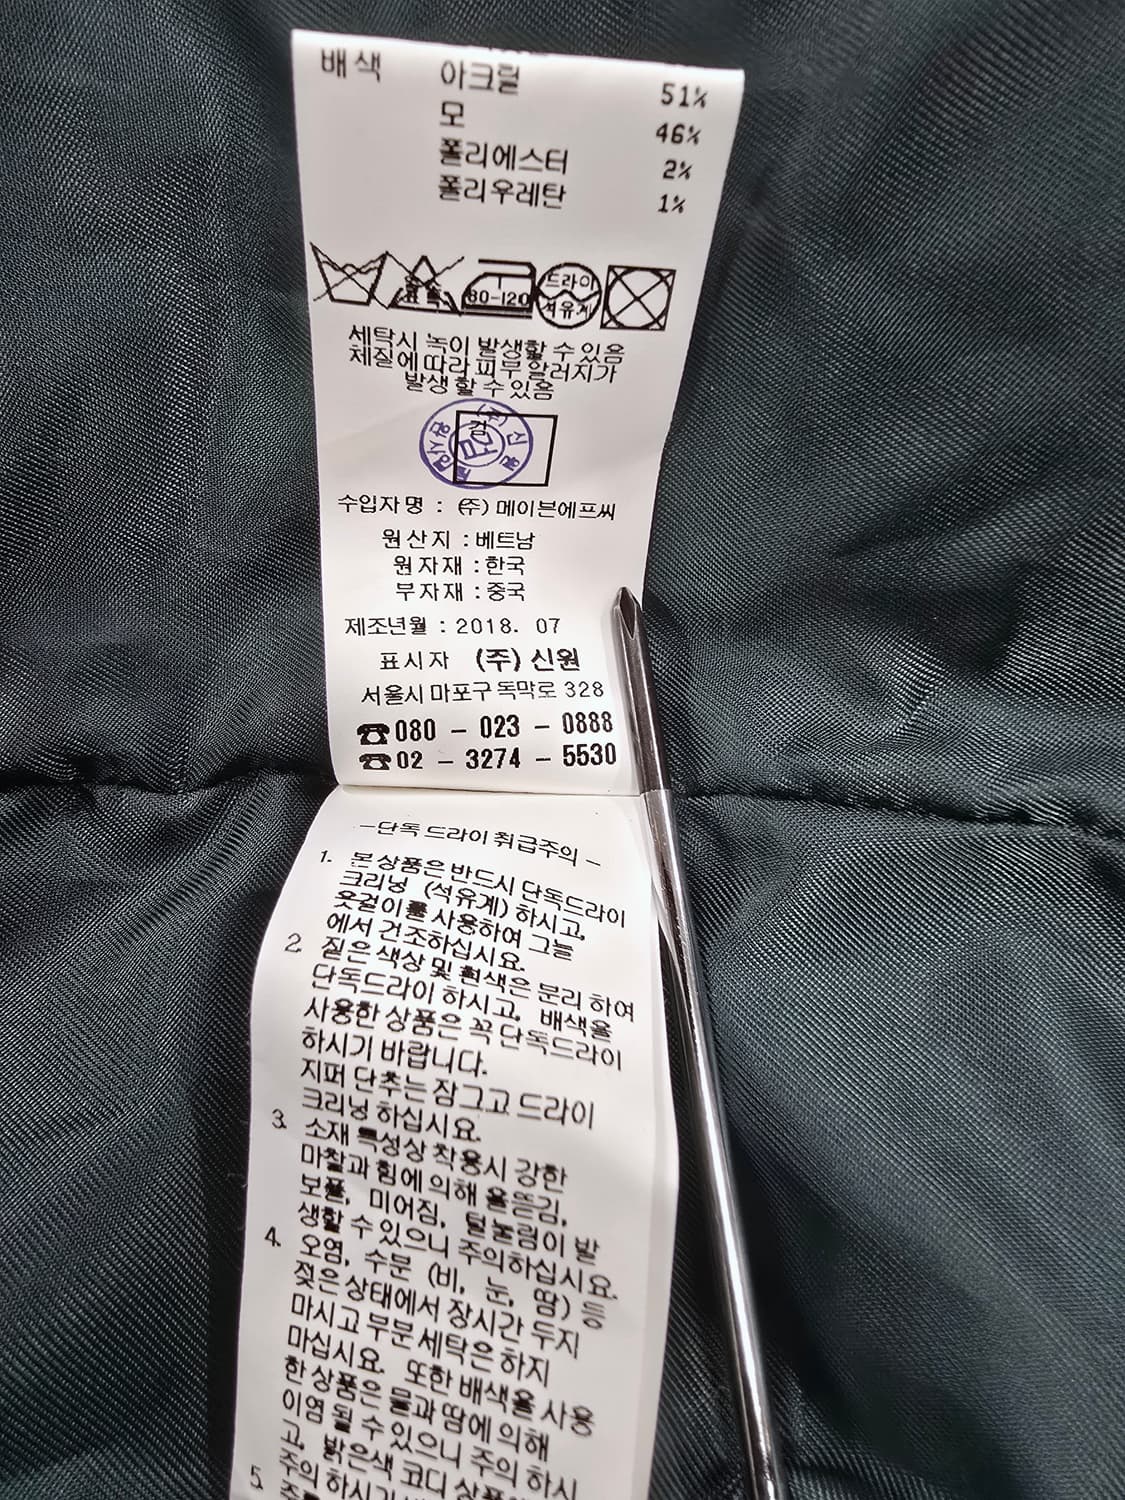 배색 아크릴 51%
모 46%
폴리에스터 2%
폴리우레탄 1%
80-120
드라이
석유계
세탁시 녹이 발생할 수 있음
체질에 따라 피부 알러지가
발생 할 수 있음
검
수입자명 : (주) 메이븐에프씨
원산지 : 베트남
원자재 : 한국
부자재 : 중국
제조년월 : 2018. 07
표시자 (주) 신원
서울시 마포구 독막로 328
☎080 - 023 - 0888
☎02 - 3274 - 5530
-단독 드라이 취급주의 -
1. 본상품은 반드시 단독드라이
크리닝 (석유계) 하시고,
옷걸이를 사용하여 그늘
에서 건조하십시요.
2 짙은 색상 및 흰색은 분리 하여
단독드라이 하시고, 배색을
사용한 상품은 꼭 단독드라이
하시기 바랍니다.
지퍼 단추는 잠그고 드라이
크리닝 하십시요.
3. 소재 특성상 착용시 강한
마찰과 힘에 의해 올뜯김,
보풀, 미어짐, 털눌림이 발
생할 수 있으니 주의하십시요.
4. 오염, 수분 (비, 눈, 땀) 등
젖은 상태에서 장시간 두지
마시고 부분 세탁은 하지
마십시요. 또한 배색을 사용
한 상품은 물과 땀에 의해
이염 될 수 있으니 주의 하시
고, 밝은색 코디 상품
주의 하시기
5.